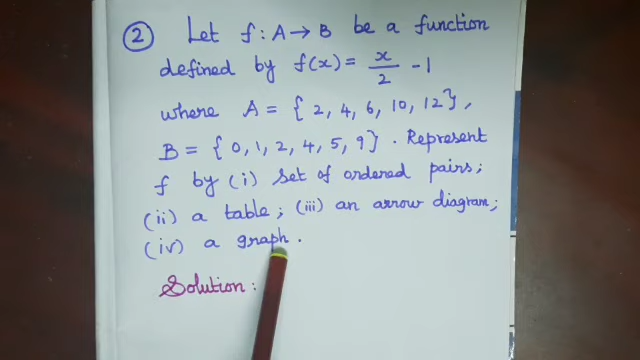 ② Let f : A → B be a function
defined by f(x) = x/2 - 1
where A = { 2, 4, 6, 10, 12 },
B = { 0, 1, 2, 4, 5, 9 } . Represent
f by (i) set of ordered pairs;
(ii) a table; (iii) an arrow diagram;
(iv) a graph .
Solution :